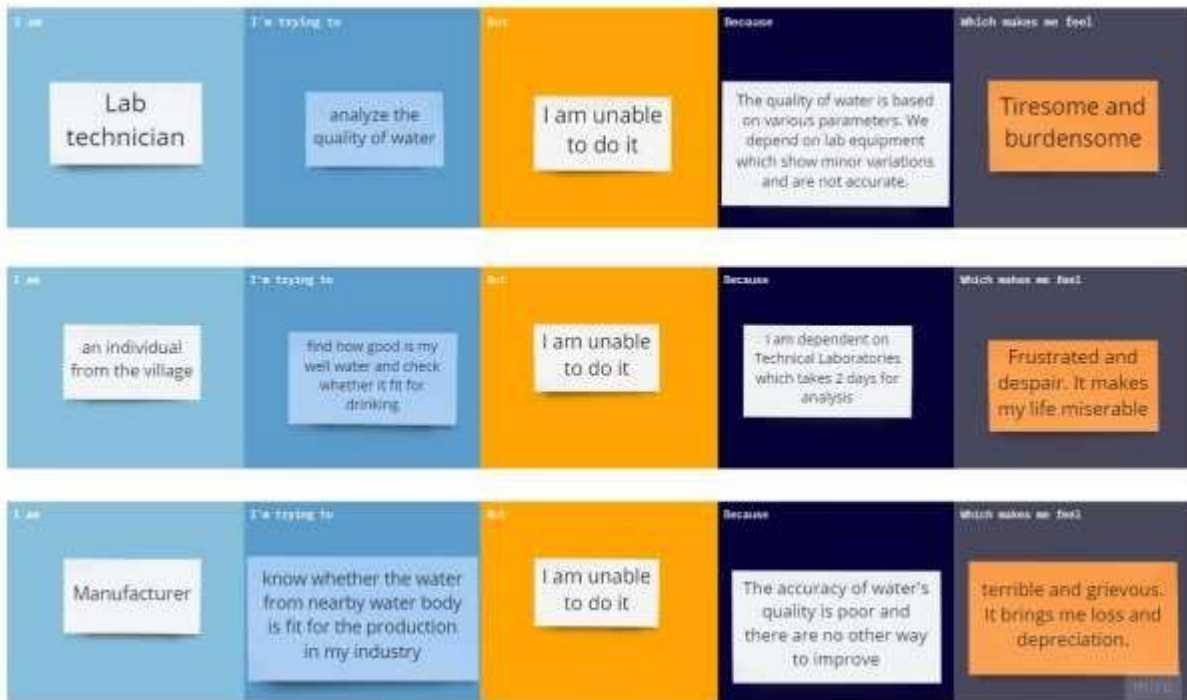 I am
I'm trying to
But
Because
Which makes me feel
Lab
technician
analyze the
quality of water
I am unable
to do it
The quality of water is based
on various parameters. We
depend on lab equipment
which show minor variations
and are not accurate.
Tiresome and
burdensome
I am
I'm trying to
But
Because
Which makes me feel
an individual
from the village
find how good is my
well water and check
whether it fit for
drinking
I am unable
to do it
I am dependent on
Technical Laboratories
which takes 2 days for
analysis
Frustrated and
despair. It makes
my life miserable
I am
I'm trying to
But
Because
Which makes me feel
Manufacturer
know whether the water
from nearby water body
is fit for the production
in my industry
I am unable
to do it
The accuracy of water's
quality is poor and
there are no other way
to improve
terrible and grievous.
It brings me loss and
depreciation.
miro